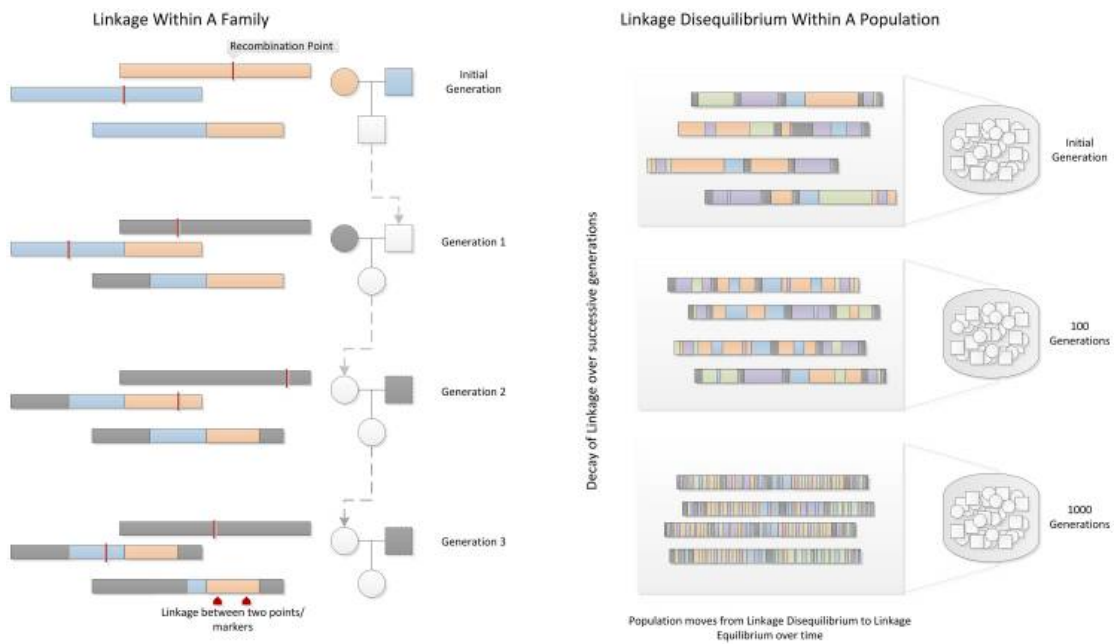 Linkage Within A Family
Recombination Point
Initial
Generation
Generation 1
Generation 2
Generation 3
Linkage between two points/
markers
Linkage Disequilibrium Within A Population
Decay of Linkage over successive generations
Initial
Generation
100
Generations
1000
Generations
Population moves from Linkage Disequilibrium to Linkage
Equilibrium over time